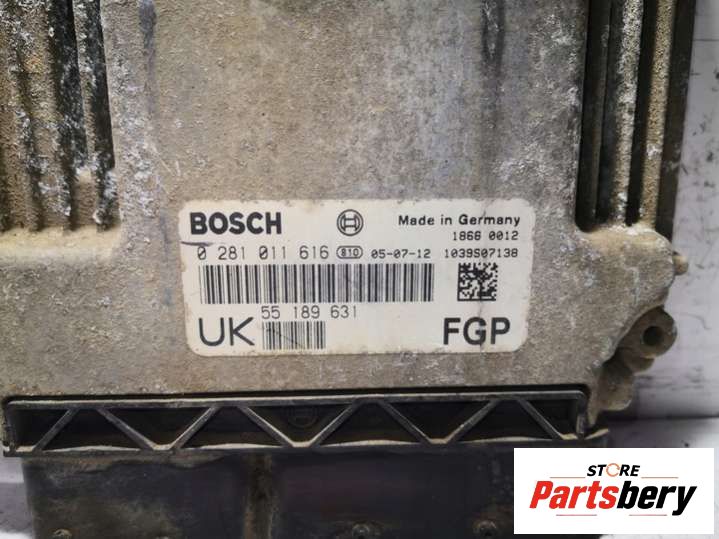 BOSCH Made in Germany
1866 0012
0 281 011 616 810 05-07-12 1039S07138
55 189 631
UK FGP
STORE
Partsbery